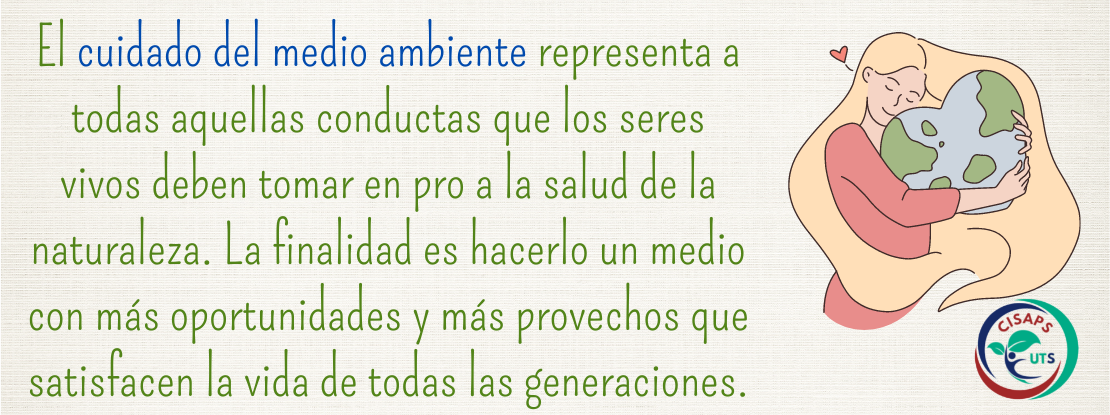 El cuidado del medio ambiente representa a
todas aquellas conductas que los seres
vivos deben tomar en pro a la salud de la
naturaleza. La finalidad es hacerlo un medio
con más oportunidades y más provechos que
satisfacen la vida de todas las generaciones.
CISAPS
UTS